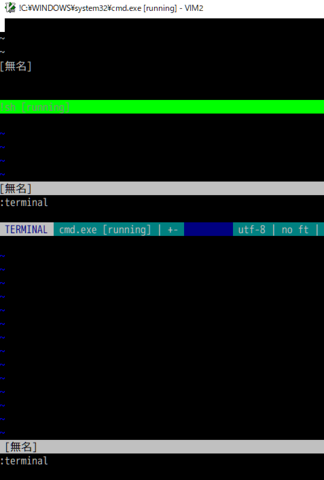 !C:¥WINDOWS¥system32¥cmd.exe [running] - VIM2
~
~
[無名]
[running]
~
~
~
~
[無名]
:terminal
TERMINAL cmd.exe [running] | +- utf-8 | no ft |
~
~
~
~
~
~
~
~
~
~
~
~
~
~
[無名]
:terminal